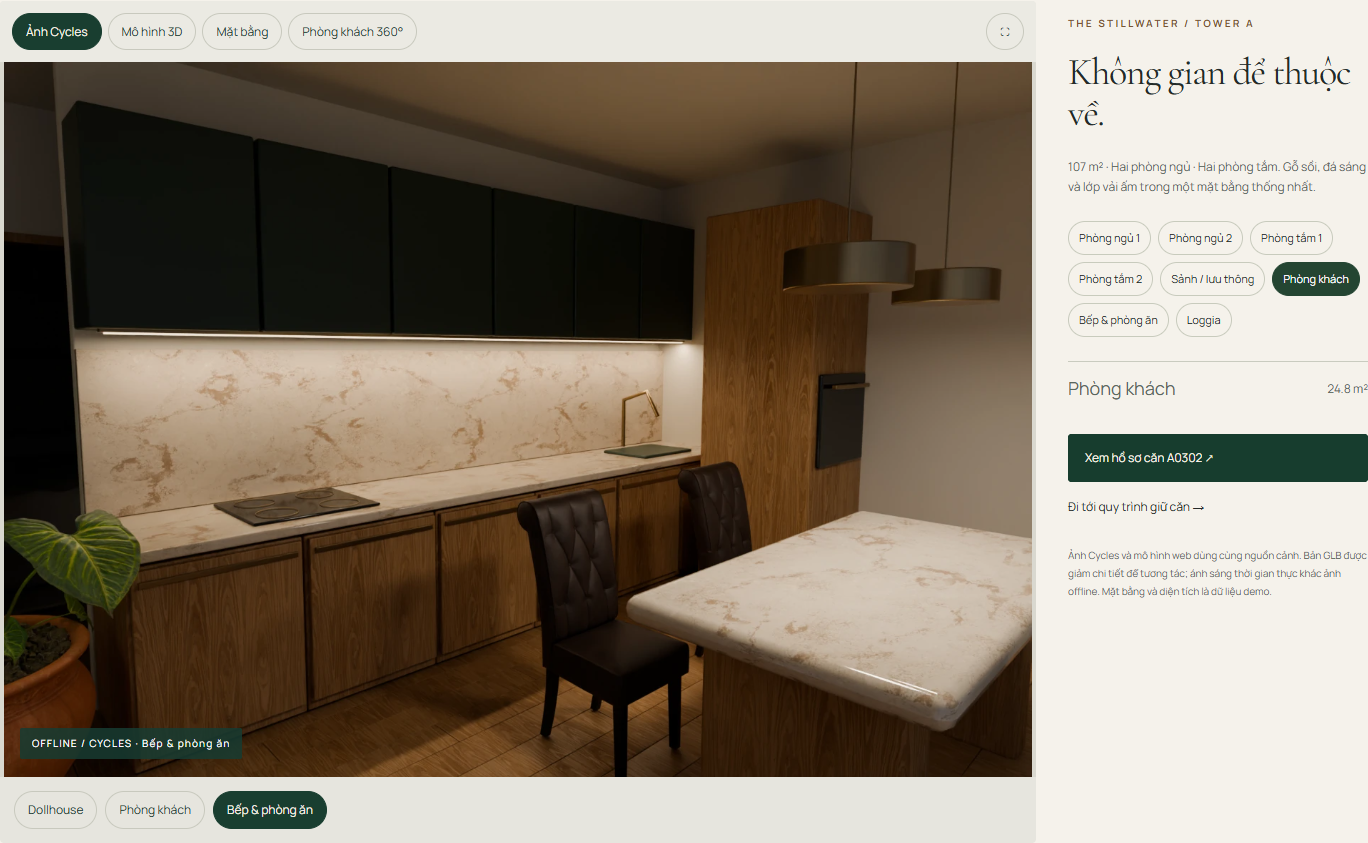 Ảnh Cycles
Mô hình 3D
Mặt bằng
Phòng khách 360°
OFFLINE / CYCLES · Bếp & phòng ăn
Dollhouse
Phòng khách
Bếp & phòng ăn
THE STILLWATER / TOWER A
Không gian để thuộc
về.
107 m² · Hai phòng ngủ · Hai phòng tắm. Gỗ sồi, đá sáng
và lớp vải ấm trong một mặt bằng thống nhất.
Phòng ngủ 1
Phòng ngủ 2
Phòng tắm 1
Phòng tắm 2
Sảnh / lưu thông
Phòng khách
Bếp & phòng ăn
Loggia
Phòng khách
24.8 m²
Xem hồ sơ căn A0302 ↗
Đi tới quy trình giữ căn →
Ảnh Cycles và mô hình web dùng cùng nguồn cảnh. Bản GLB được
giảm chi tiết để tương tác; ánh sáng thời gian thực khác ảnh
offline. Mặt bằng và diện tích là dữ liệu demo.